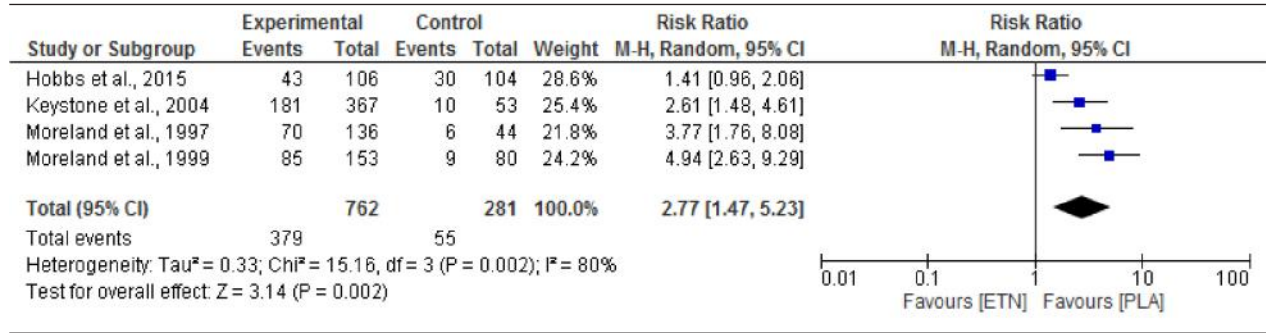 Experimental Control Risk Ratio Risk Ratio
Study or Subgroup Events Total Events Total Weight M-H, Random, 95% CI M-H, Random, 95% CI
Hobbs et al., 2015 43 106 30 104 28.6% 1.41 [0.96, 2.06]
Keystone et al., 2004 181 367 10 53 25.4% 2.61 [1.48, 4.61]
Moreland et al., 1997 70 136 6 44 21.8% 3.77 [1.76, 8.08]
Moreland et al., 1999 85 153 9 80 24.2% 4.94 [2.63, 9.29]
Total (95% CI) 762 281 100.0% 2.77 [1.47, 5.23]
Total events 379 55
Heterogeneity: Tau² = 0.33; Chi² = 15.16, df = 3 (P = 0.002); I² = 80%
Test for overall effect: Z = 3.14 (P = 0.002)
0.01 0.1 1 10 100
Favours [ETN] Favours [PLA]